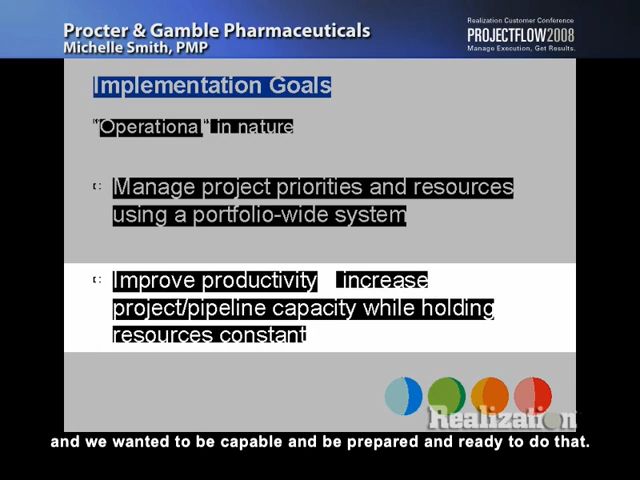 Procter & Gamble Pharmaceuticals
Michelle Smith, PMP
Realization Customer Conference
PROJECTFLOW2008
Manage Execution, Get Results.
Implementation Goals
"Operational" in nature
Manage project priorities and resources
using a portfolio-wide system
Improve productivity increase
project/pipeline capacity while holding
resources constant
Realization
and we wanted to be capable and be prepared and ready to do that.